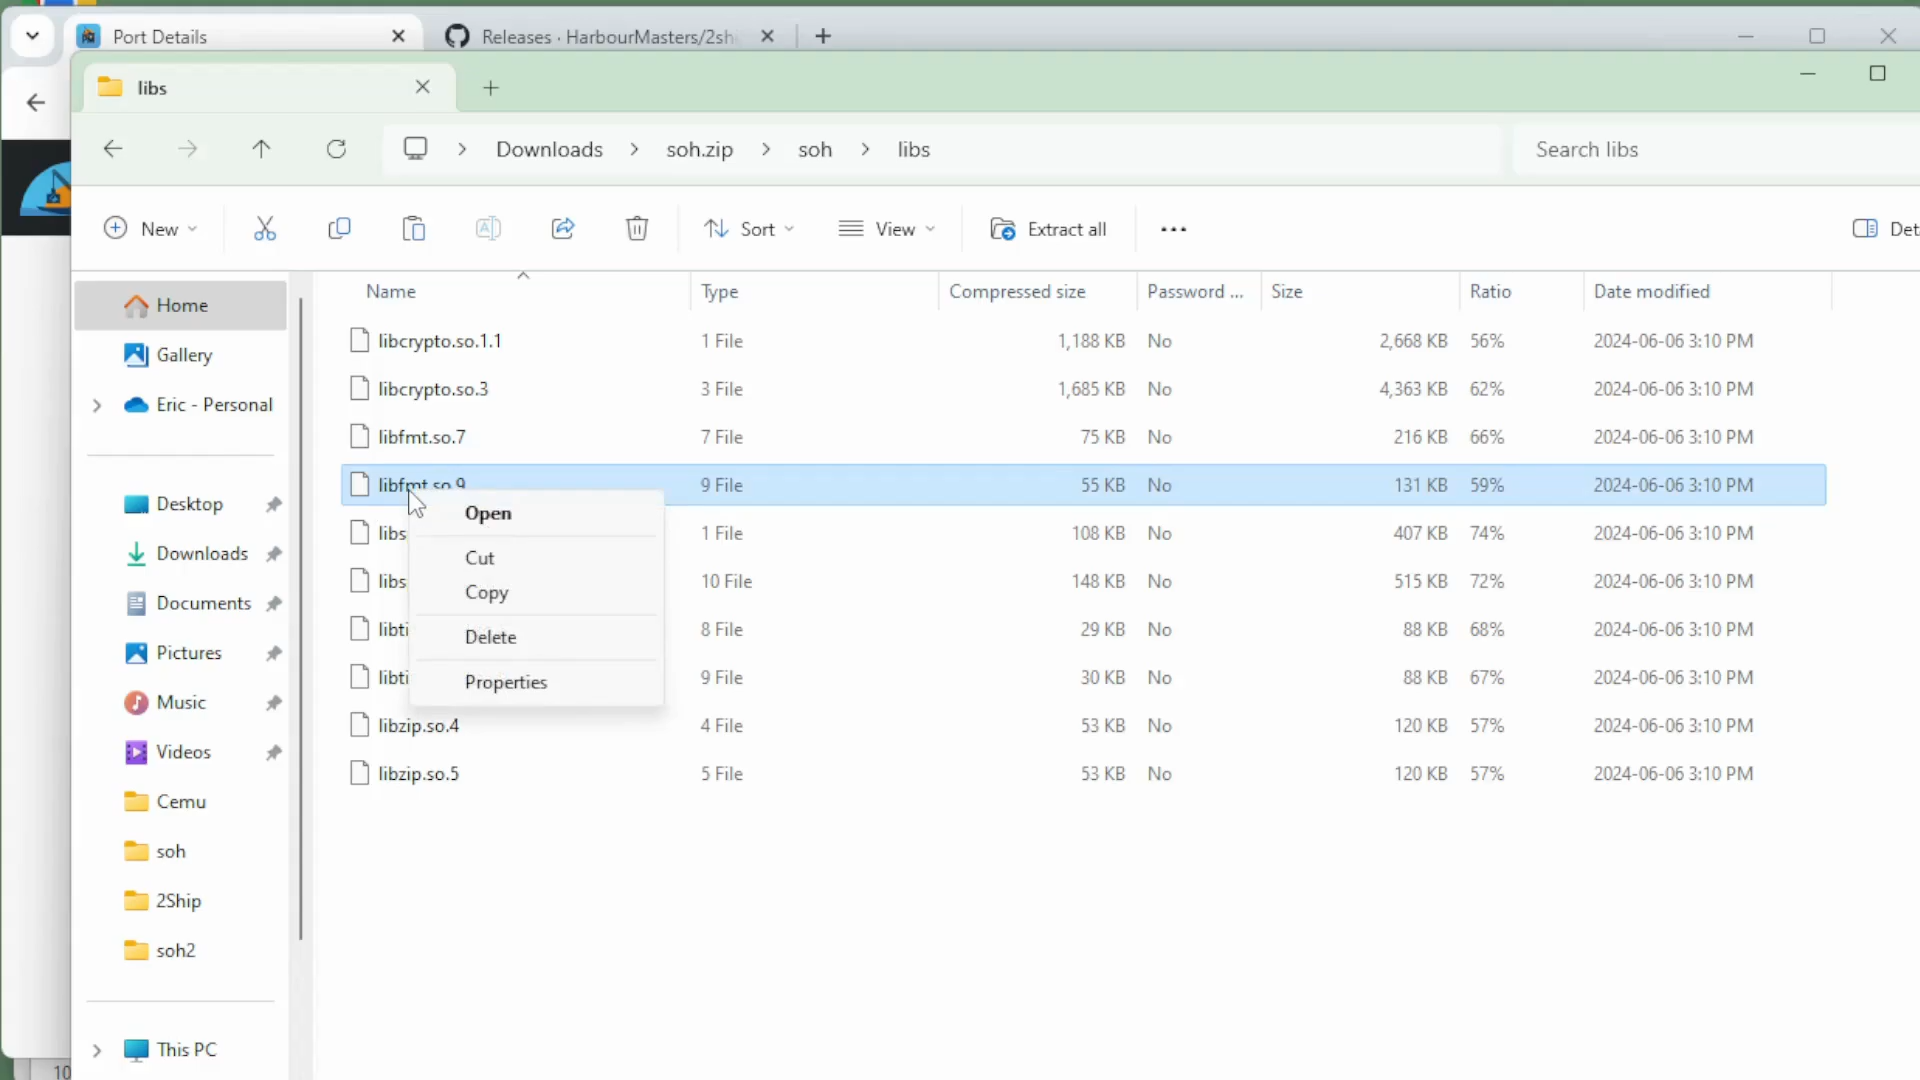 Port Details
Releases · HarbourMasters/2shi
libs
Downloads
soh.zip
soh
libs
Search libs
New
Sort
View
Extract all
Det
Home
Gallery
Eric - Personal
Desktop
Downloads
Documents
Pictures
Music
Videos
Cemu
soh
2Ship
soh2
This PC
10
Name Type Compressed size Password ... Size Ratio Date modified
libcrypto.so.1.1 1 File 1,188 KB No 2,668 KB 56% 2024-06-06 3:10 PM
libcrypto.so.3 3 File 1,685 KB No 4,363 KB 62% 2024-06-06 3:10 PM
libfmt.so.7 7 File 75 KB No 216 KB 66% 2024-06-06 3:10 PM
libfmt.so.9 9 File 55 KB No 131 KB 59% 2024-06-06 3:10 PM
libs 1 File 108 KB No 407 KB 74% 2024-06-06 3:10 PM
libs 10 File 148 KB No 515 KB 72% 2024-06-06 3:10 PM
libti 8 File 29 KB No 88 KB 68% 2024-06-06 3:10 PM
libti 9 File 30 KB No 88 KB 67% 2024-06-06 3:10 PM
libzip.so.4 4 File 53 KB No 120 KB 57% 2024-06-06 3:10 PM
libzip.so.5 5 File 53 KB No 120 KB 57% 2024-06-06 3:10 PM
Open
Cut
Copy
Delete
Properties